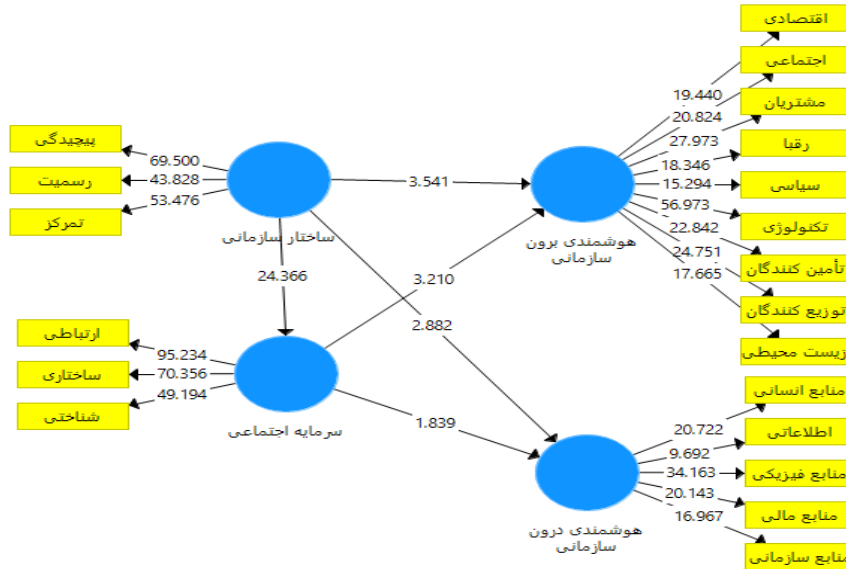 پیچیدگی
رسمیت
تمرکز
69.500
43.828
53.476
ساختار سازمانی
24.366
ارتباطی
ساختاری
شناختی
95.234
70.356
49.194
سرمایه اجتماعی
3.541
3.210
2.882
1.839
هوشمندی برون
سازمانی
19.440
20.824
27.973
18.346
15.294
56.973
22.842
24.751
17.665
اقتصادی
اجتماعی
مشتریان
رقبا
سیاسی
تکنولوژی
تأمین کنندگان
توزیع کنندگان
زیست محیطی
هوشمندی درون
سازمانی
20.722
9.692
34.163
20.143
16.967
منابع انسانی
اطلاعاتی
منابع فیزیکی
منابع مالی
منابع سازمانی